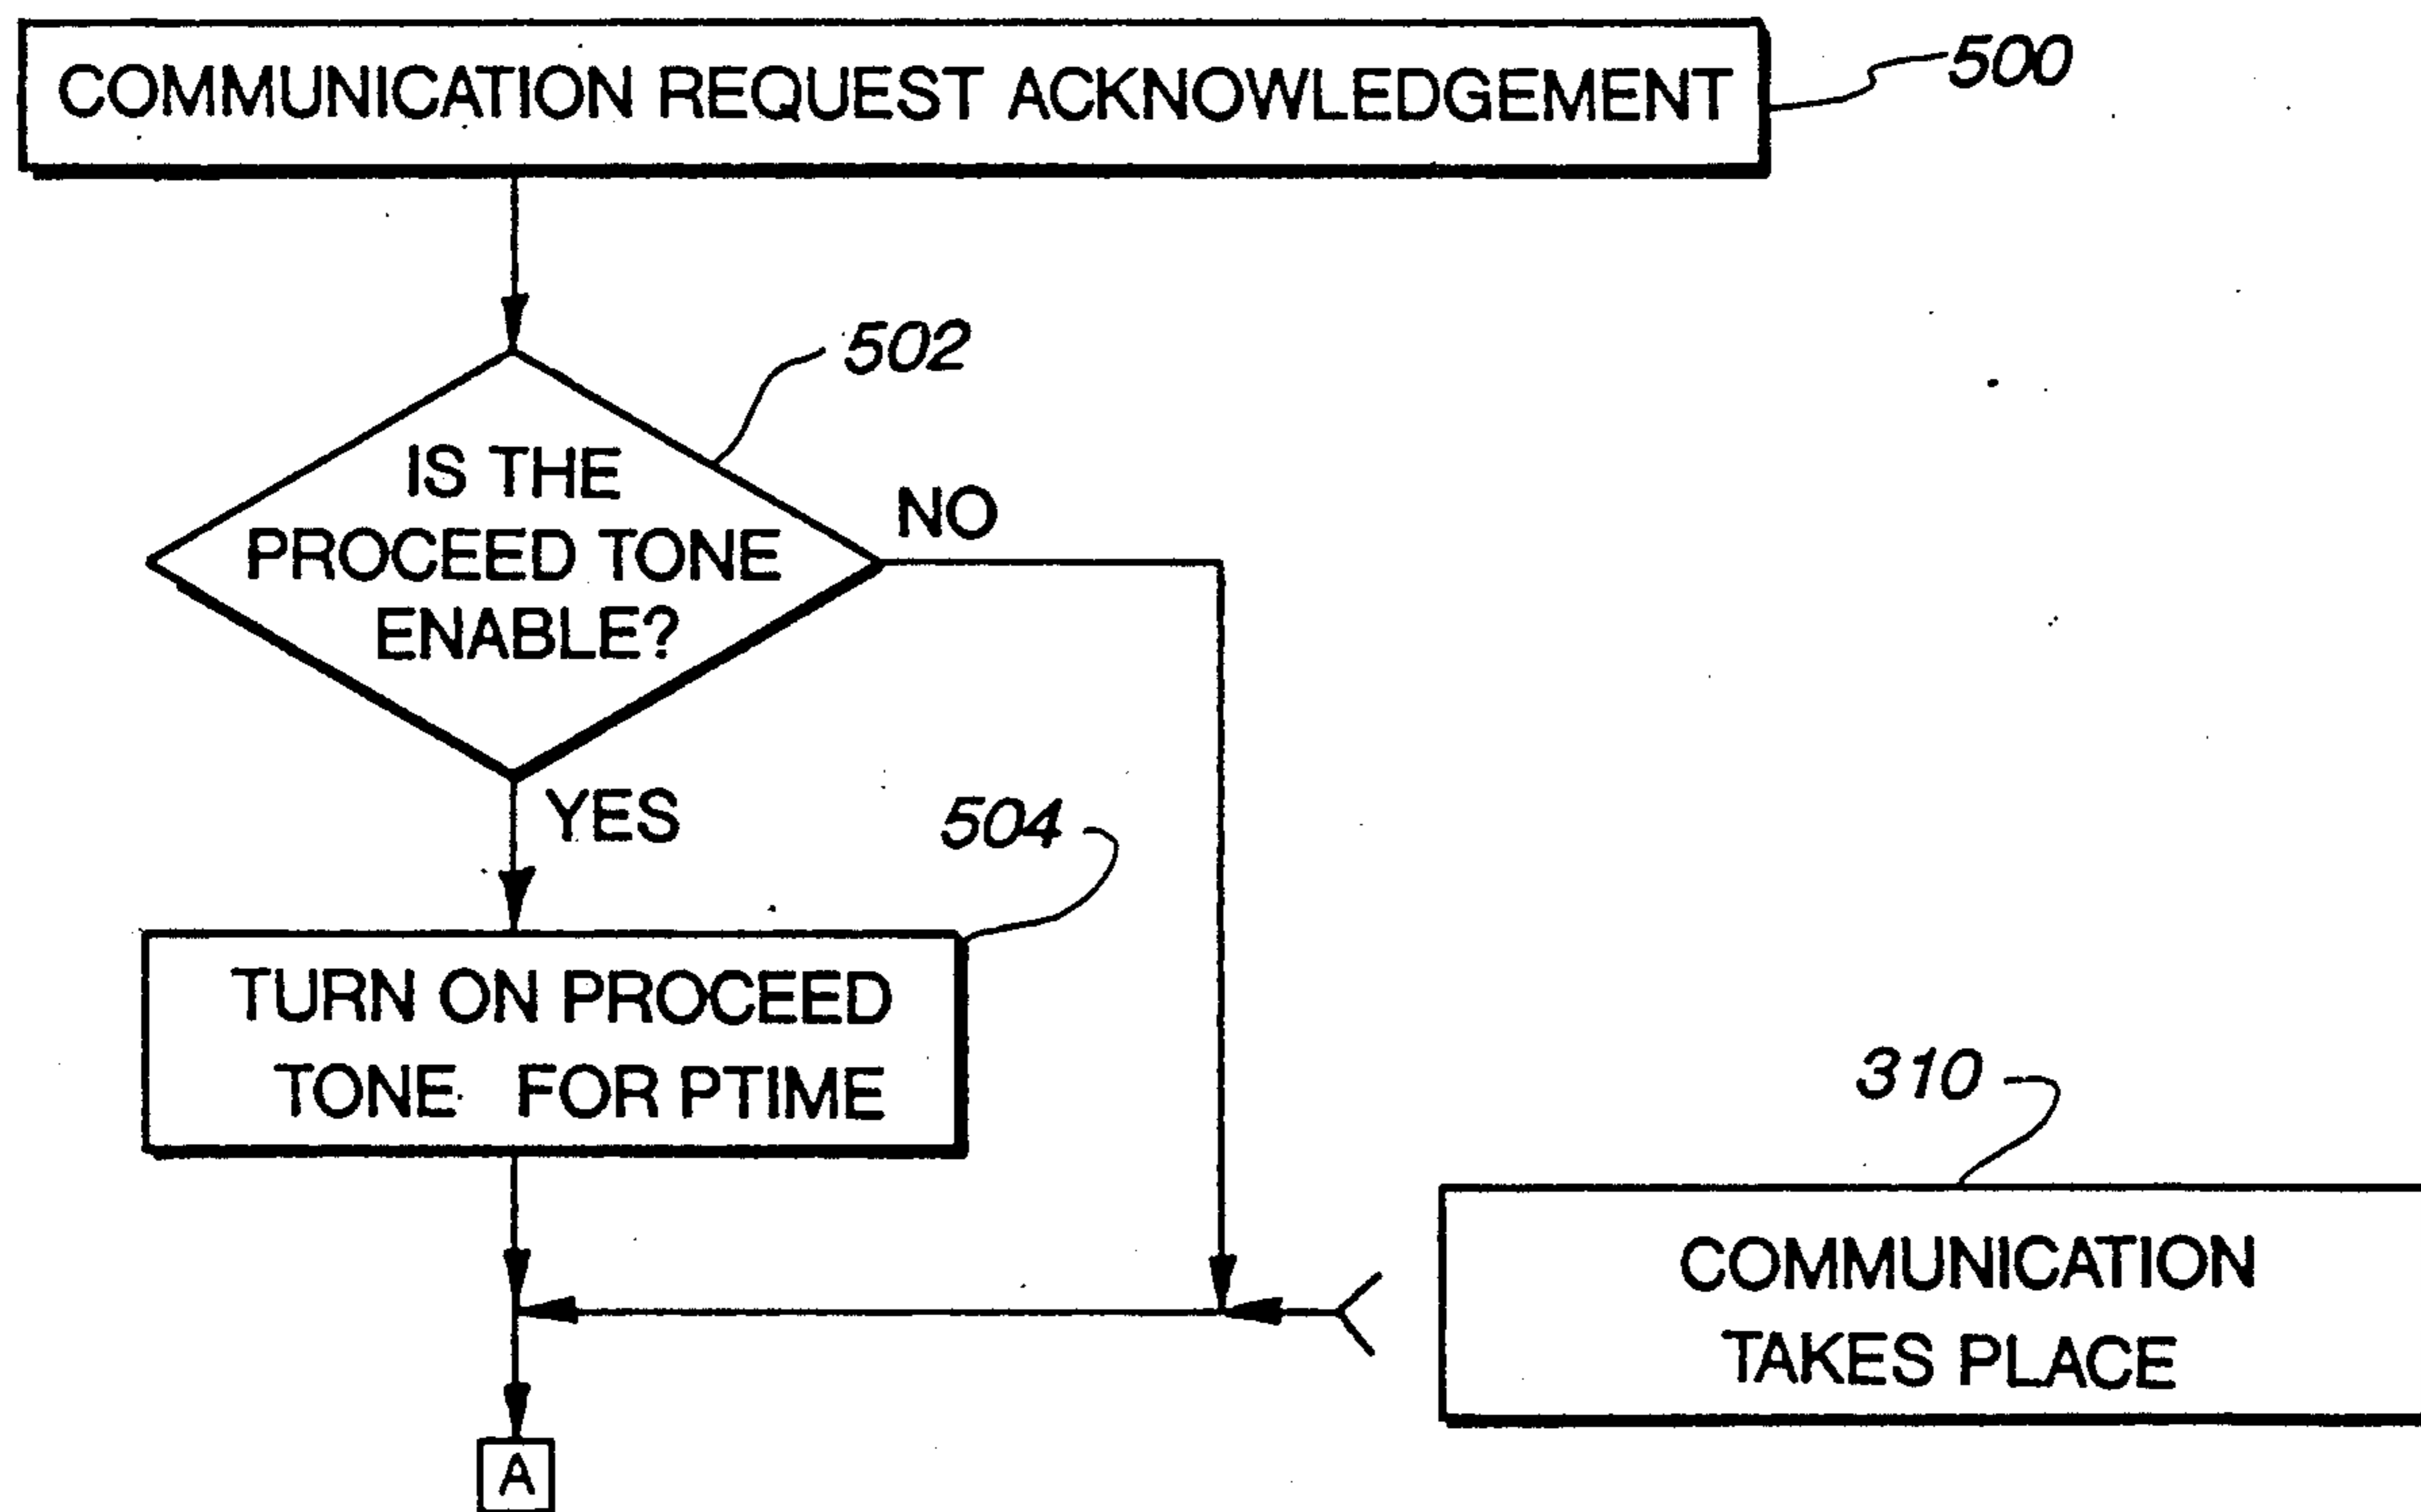 COMMUNICATION REQUEST ACKNOWLEDGEMENT
500
502
IS THE
PROCEED TONE
ENABLE?
NO
YES
504
TURN ON PROCEED
TONE FOR PTIME
310
COMMUNICATION
TAKES PLACE
A